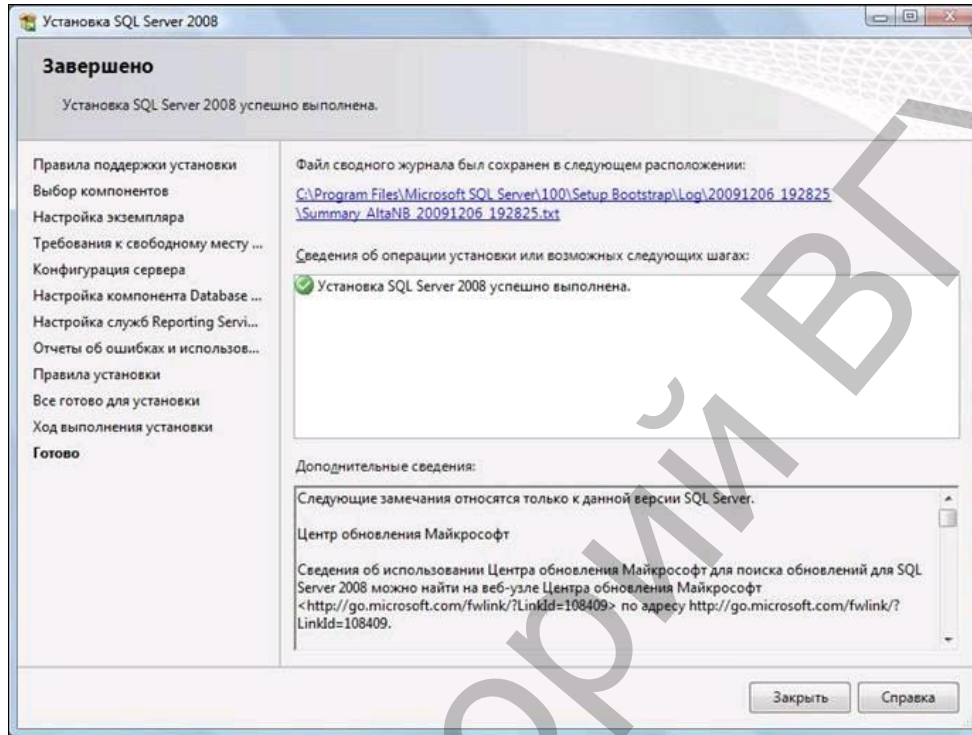 Установка SQL Server 2008
Завершено
Установка SQL Server 2008 успешно выполнена.
Правила поддержки установки
Выбор компонентов
Настройка экземпляра
Требования к свободному месту ...
Конфигурация сервера
Настройка компонента Database ...
Настройка служб Reporting Servi...
Отчеты об ошибках и использов...
Правила установки
Все готово для установки
Ход выполнения установки
Готово
Файл сводного журнала был сохранен в следующем расположении:
C:\Program Files\Microsoft SQL Server\100\Setup Bootstrap\Log\20091206_192825
\Summary_AltaNB_20091206_192825.txt
Сведения об операции установки или возможных следующих шагах:
Установка SQL Server 2008 успешно выполнена.
Дополнительные сведения:
Следующие замечания относятся только к данной версии SQL Server.
Центр обновления Майкрософт
Сведения об использовании Центра обновления Майкрософт для поиска обновлений для SQL
Server 2008 можно найти на веб-узле Центра обновления Майкрософт
<http://go.microsoft.com/fwlink/?LinkId=108409> по адресу http://go.microsoft.com/fwlink/?
LinkId=108409.
Закрыть
Справка